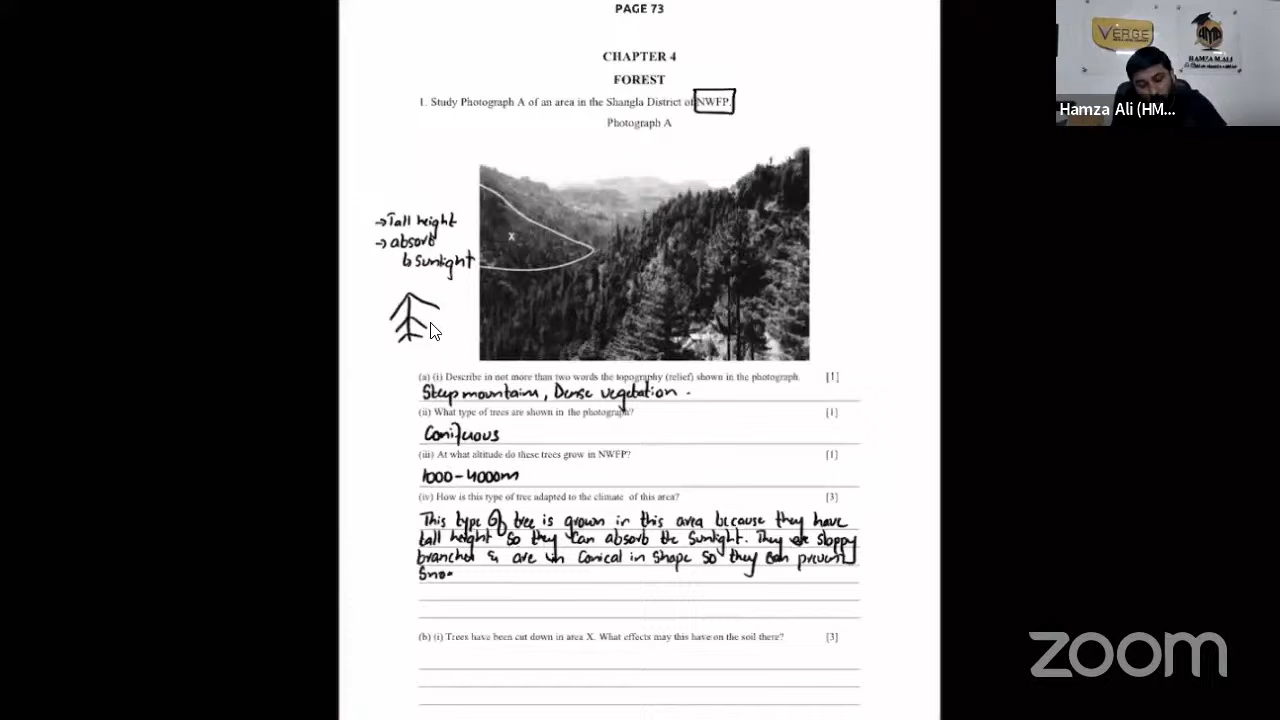 PAGE 73
CHAPTER 4
FOREST
1. Study Photograph A of an area in the Shangla District of NWFP.
Photograph A
→Tall height
→absorb
↳Sunlight
X
(a) (i) Describe in not more than two words the topography (relief) shown in the photograph. [1]
Steep mountains, Dense vegetation.
(ii) What type of trees are shown in the photograph? [1]
Coniferous
(iii) At what altitude do these trees grow in NWFP? [1]
1000-4000m
(iv) How is this type of tree adapted to the climate of this area? [3]
This type of tree is grown in this area because they have
tall height so they can absorb the sunlight. They are sloppy
branched & are in Conical in shape so they can prevent
Sno
(b) (i) Trees have been cut down in area X. What effects may this have on the soil there? [3]
VERGE
HMA
HAMZA M.ALI
Hamza Ali (HM...
zoom